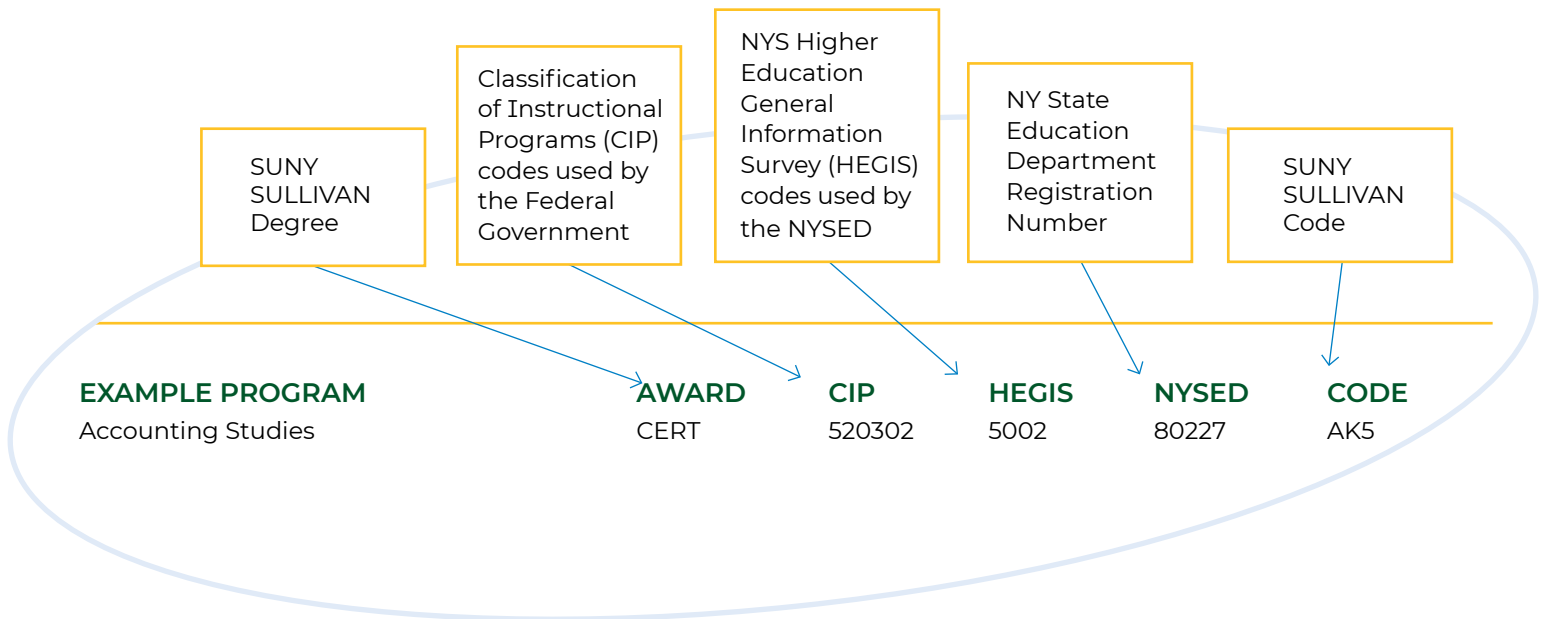 SUNY
SULLIVAN
Degree
Classification
of Instructional
Programs (CIP)
codes used by
the Federal
Government
NYS Higher
Education
General
Information
Survey (HEGIS)
codes used by
the NYSED
NY State
Education
Department
Registration
Number
SUNY
SULLIVAN
Code
EXAMPLE PROGRAM AWARD CIP HEGIS NYSED CODE
Accounting Studies CERT 520302 5002 80227 AK5